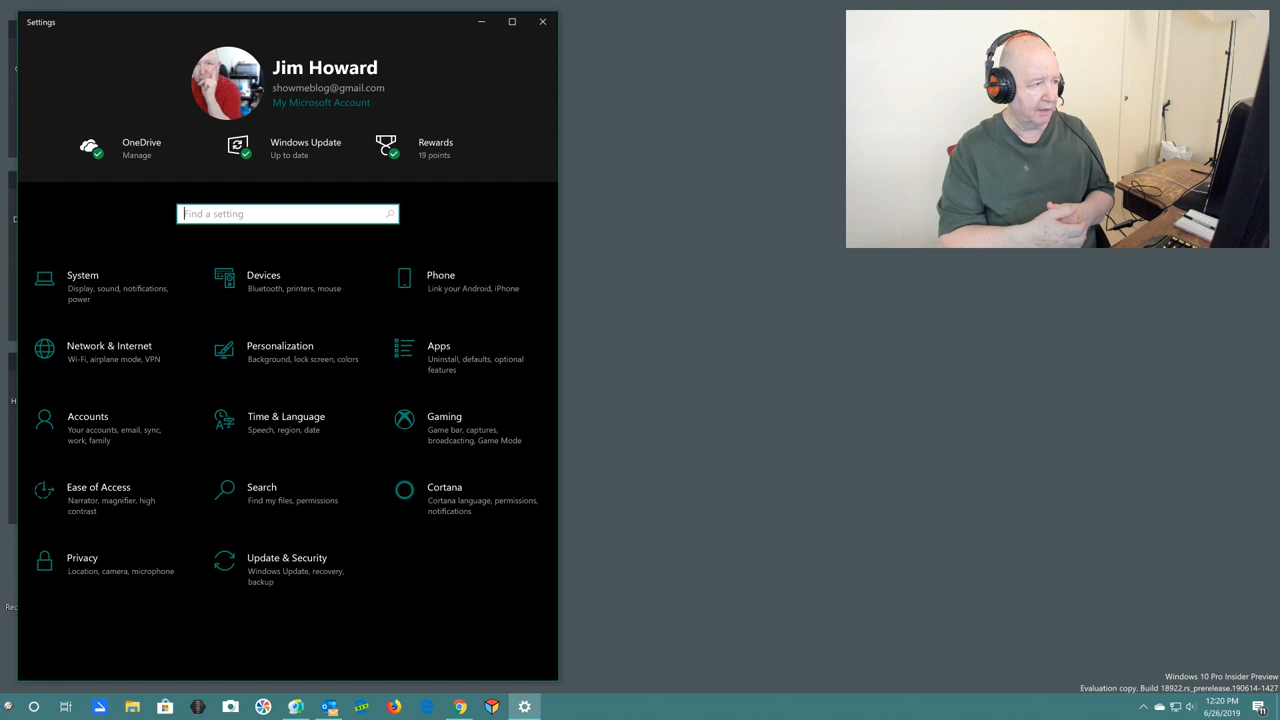 Settings
Jim Howard
showmeblog@gmail.com
My Microsoft Account
OneDrive
Manage
Windows Update
Up to date
Rewards
19 points
Find a setting
System
Display, sound, notifications,
power
Devices
Bluetooth, printers, mouse
Phone
Link your Android, iPhone
Network & Internet
Wi-Fi, airplane mode, VPN
Personalization
Background, lock screen, colors
Apps
Uninstall, defaults, optional
features
Accounts
Your accounts, email, sync,
work, family
Time & Language
Speech, region, date
Gaming
Game bar, captures,
broadcasting, Game Mode
Ease of Access
Narrator, magnifier, high
contrast
Search
Find my files, permissions
Cortana
Cortana language, permissions,
notifications
Privacy
Location, camera, microphone
Update & Security
Windows Update, recovery,
backup
Rec
Windows 10 Pro Insider Preview
Evaluation copy. Build 18922.rs_prerelease.190614-1427
12:20 PM
6/26/2019
11